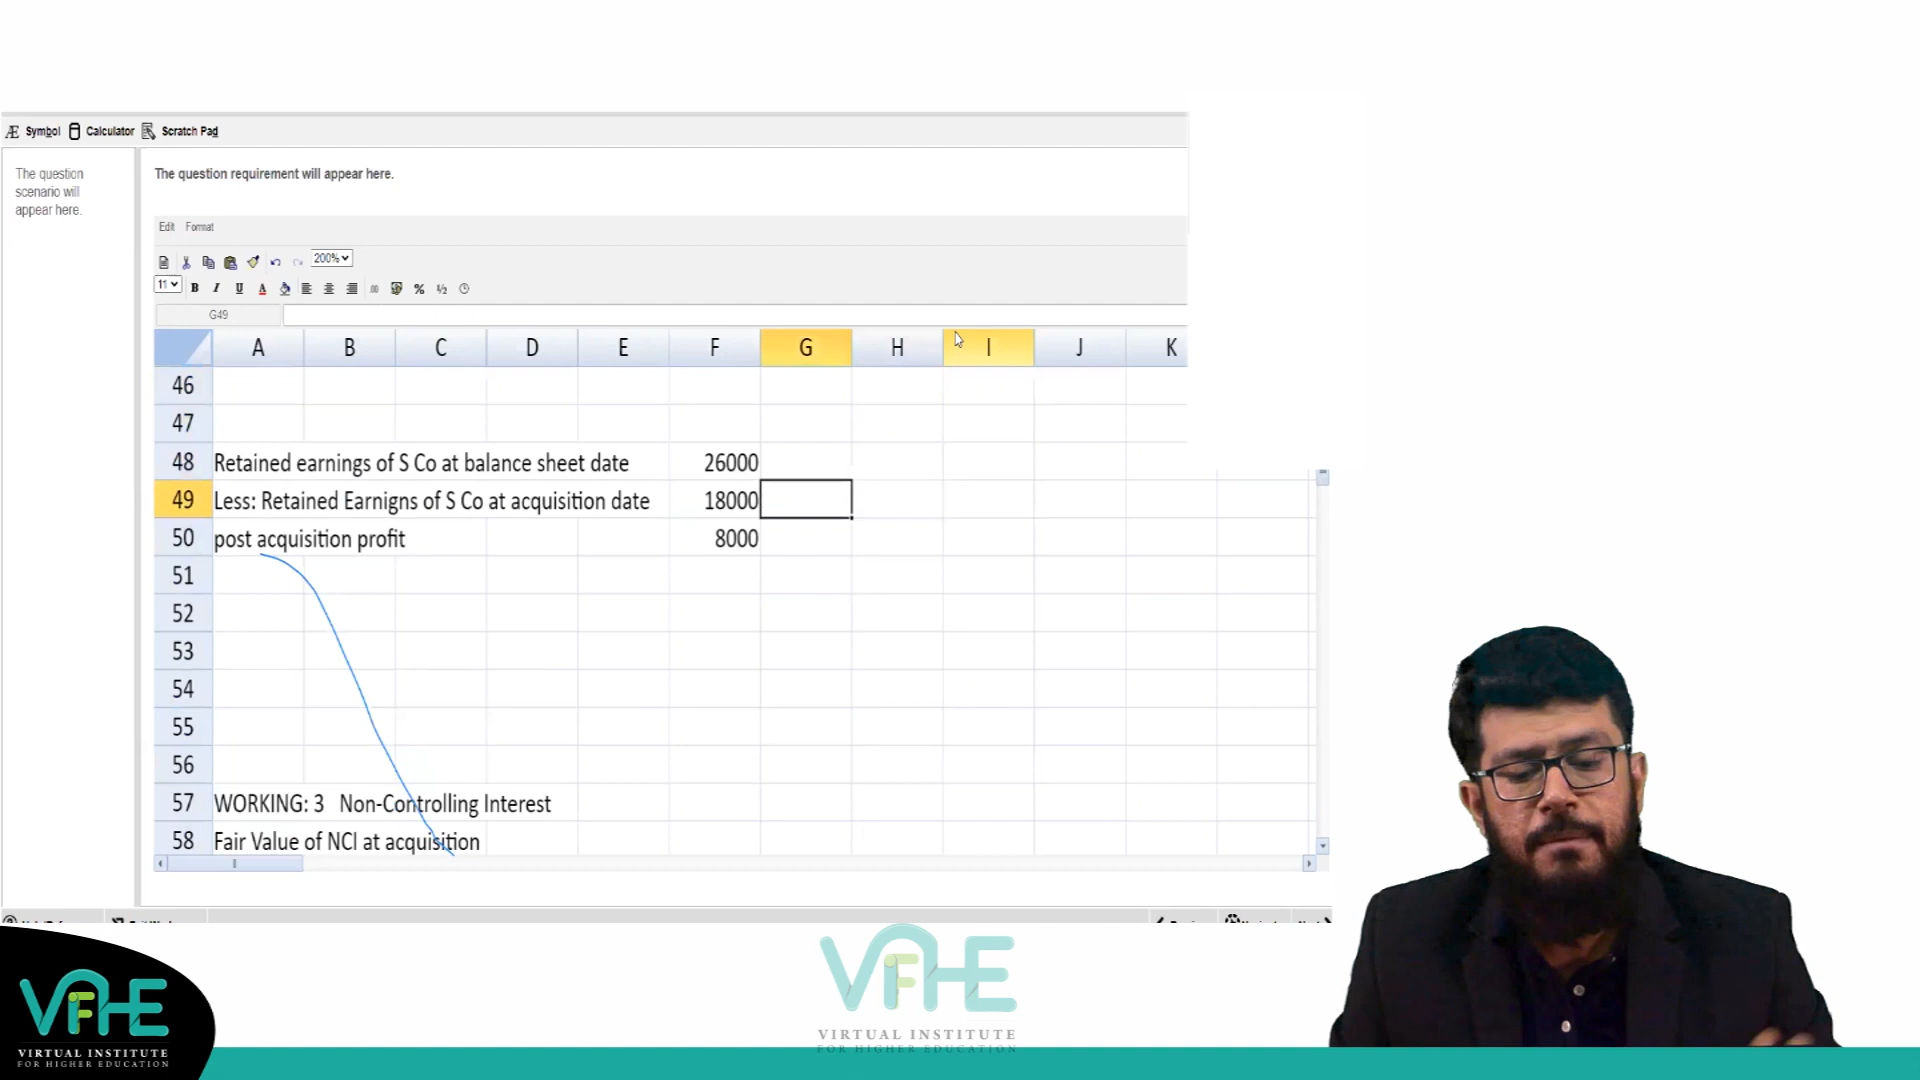 Symbol Calculator Scratch Pad
The question
scenario will
appear here.
The question requirement will appear here.
Edit Format
200%
11 B I U A % ½
G49
A B C D E F G H I J K
46
47
48 Retained earnings of S Co at balance sheet date 26000
49 Less: Retained Earnigns of S Co at acquisition date 18000
50 post acquisition profit 8000
51
52
53
54
55
56
57 WORKING: 3 Non-Controlling Interest
58 Fair Value of NCI at acquisition
VIFHE
VIRTUAL INSTITUTE
FOR HIGHER EDUCATION
VIFHE
VIRTUAL INSTITUTE
FOR HIGHER EDUCATION